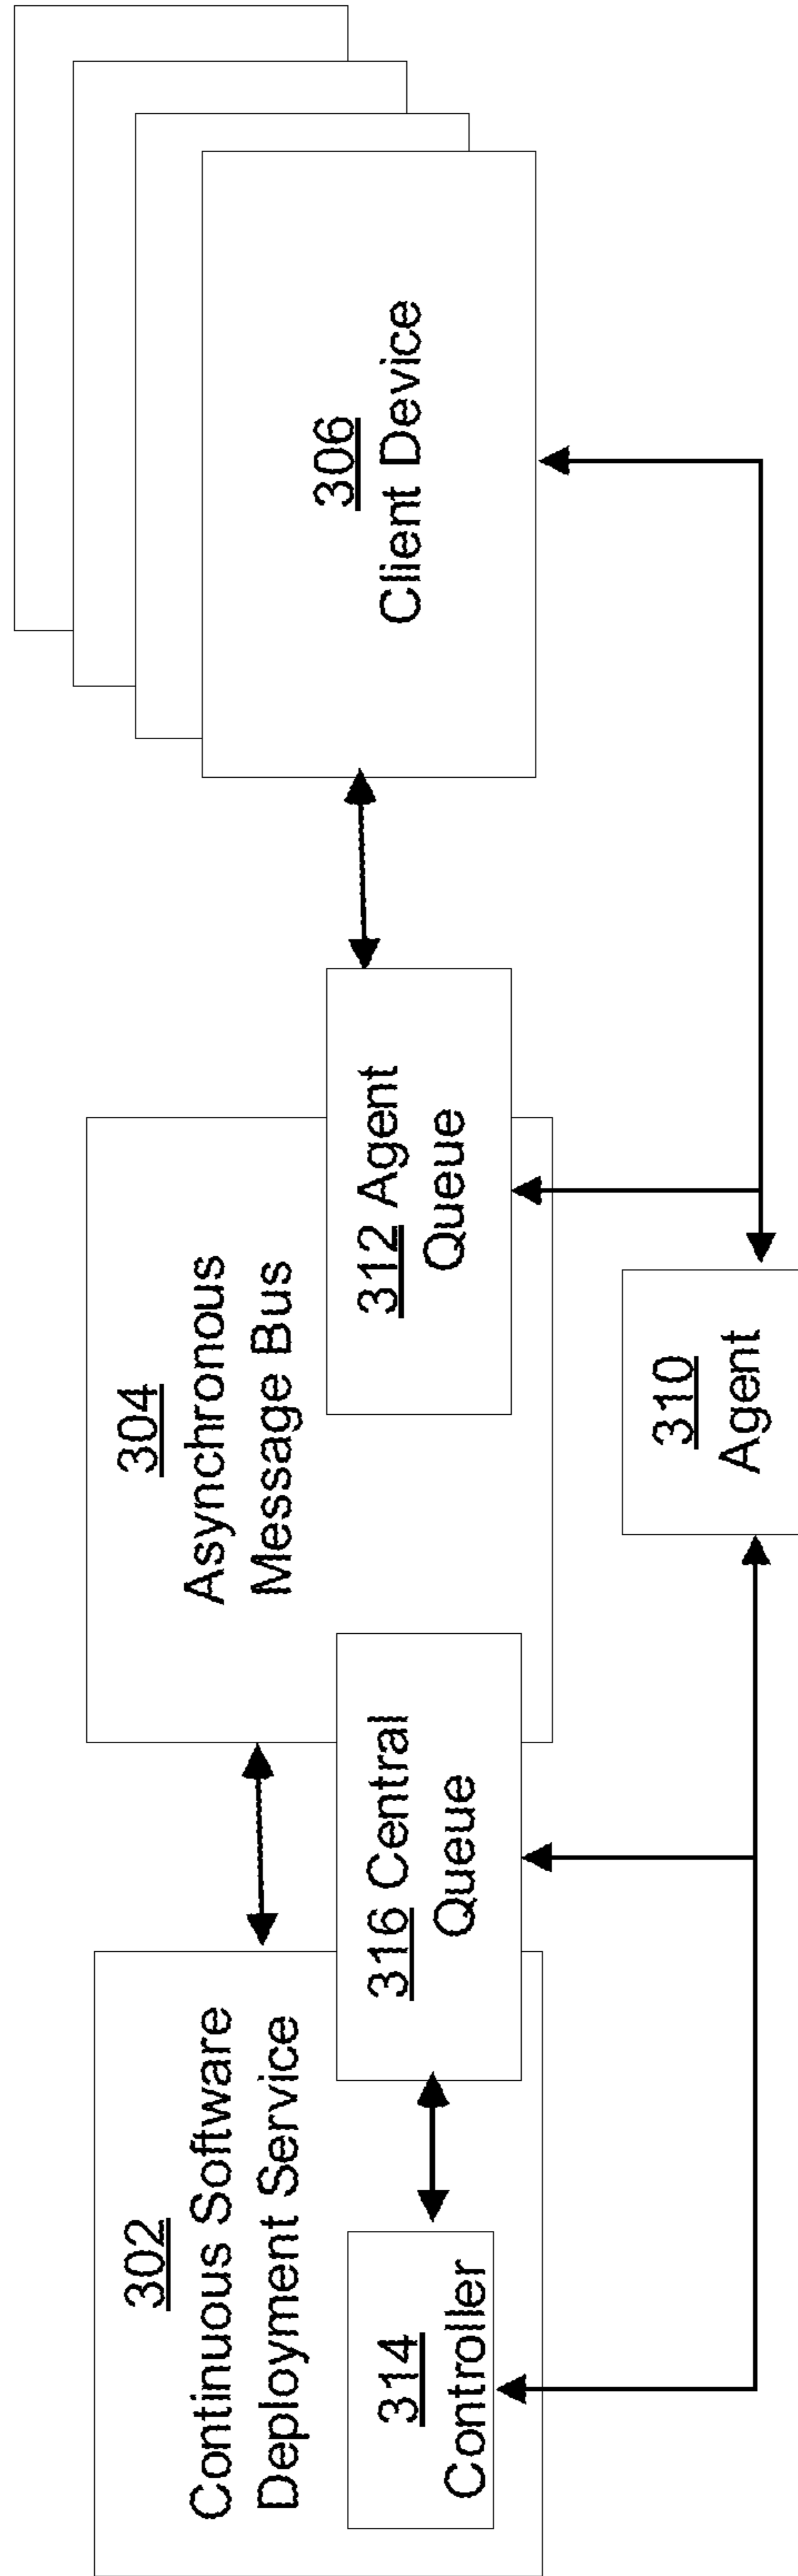 302
Continuous Software
Deployment Service
314
Controller
316 Central
Queue
304
Asynchronous
Message Bus
312 Agent
Queue
310
Agent
306
Client Device